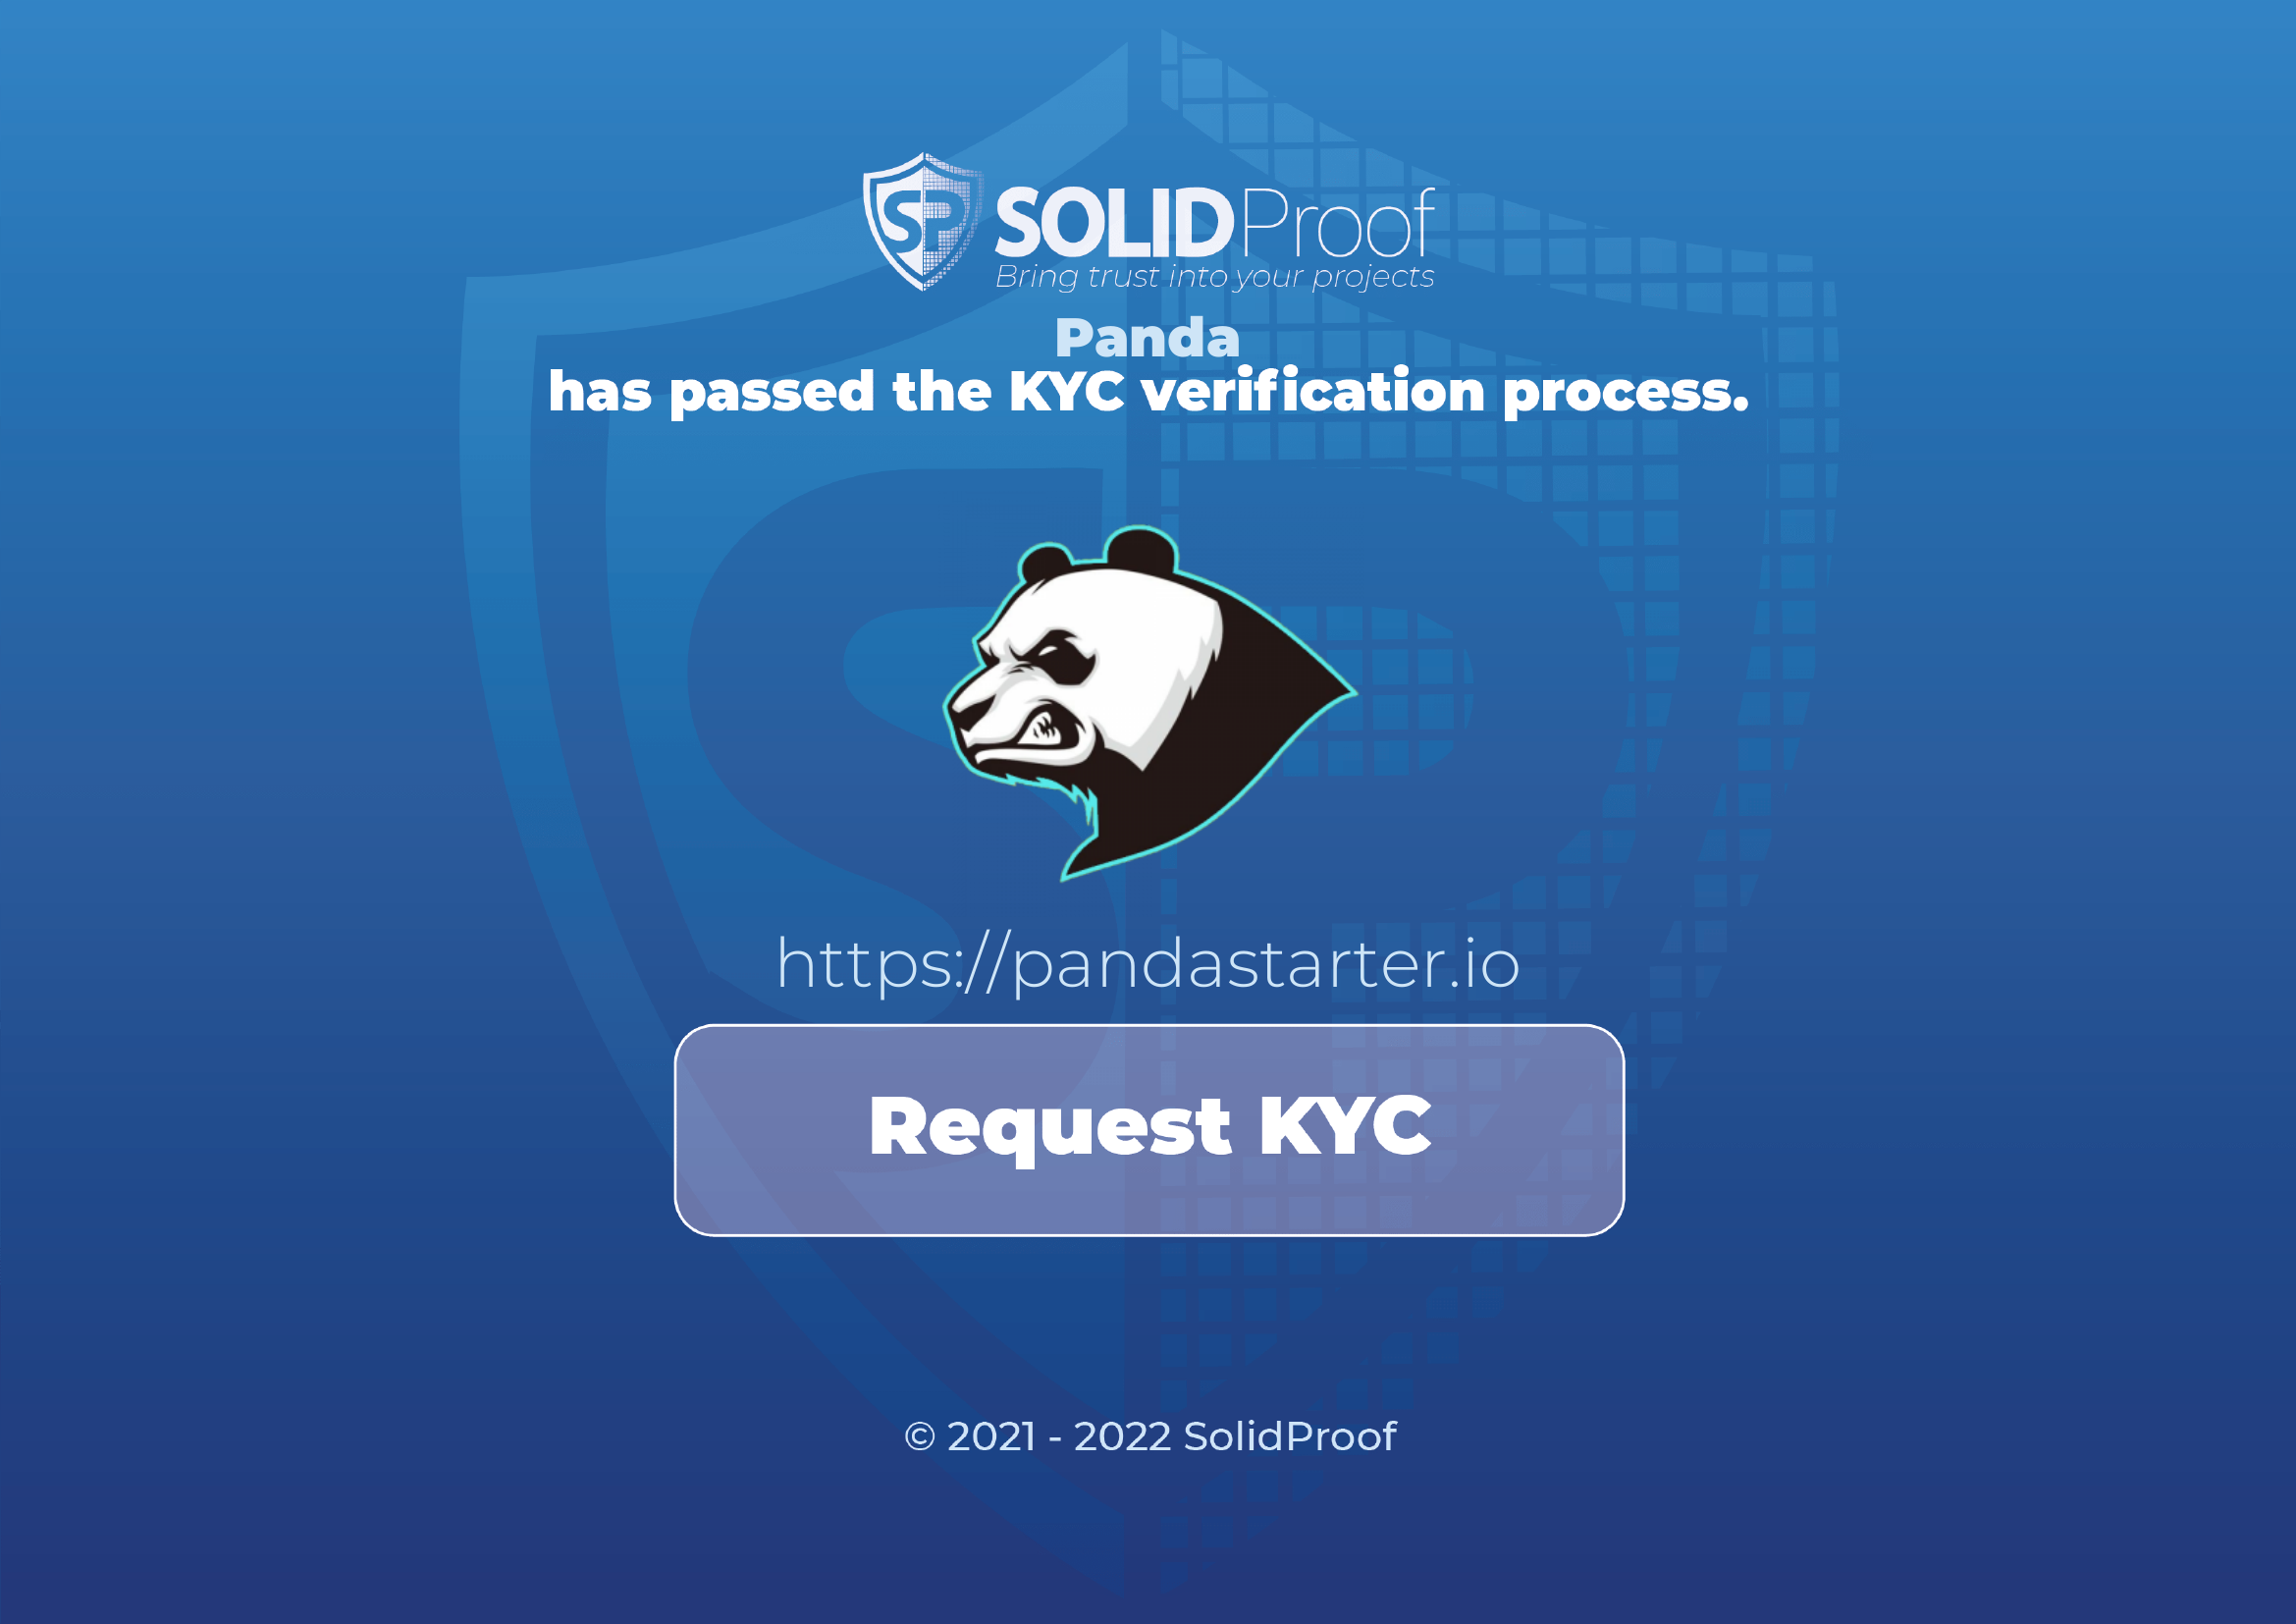 SP SOLIDProof
Bring trust into your projects
Panda
has passed the KYC verification process.
https://pandastarter.io
Request KYC
© 2021 - 2022 SolidProof